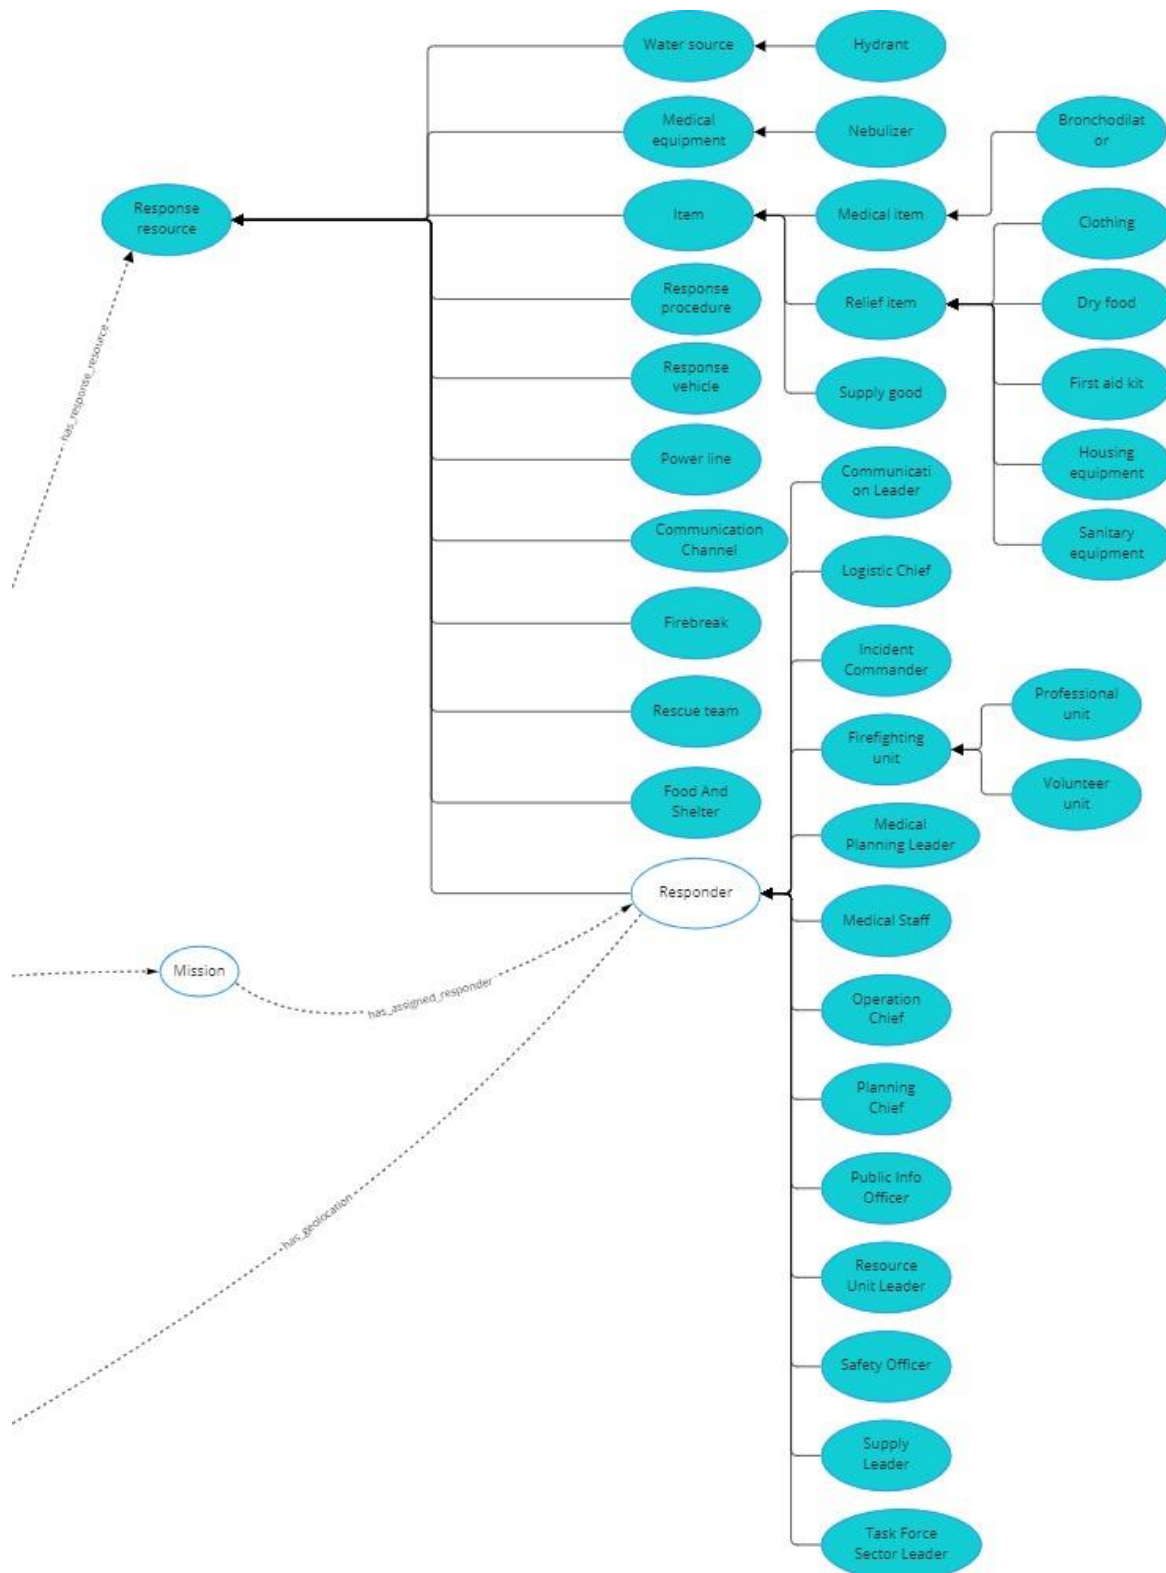 Water source
Hydrant
Medical
equipment
Nebulizer
Bronchodilat
or
Response
resource
Item
Medical item
Clothing
Response
procedure
Relief item
Dry food
Response
vehicle
Supply good
First aid kit
has_response_resource
Power line
Communicati
on Leader
Housing
equipment
Communication
Channel
Sanitary
equipment
Logistic Chief
Firebreak
Incident
Commander
Rescue team
Firefighting
unit
Professional
unit
Food And
Shelter
Volunteer
unit
Medical
Planning Leader
Responder
Medical Staff
Mission
has_assigned_responder
Operation
Chief
Planning
Chief
Public Info
Officer
has_geolocation
Resource
Unit Leader
Safety Officer
Supply
Leader
Task Force
Sector Leader